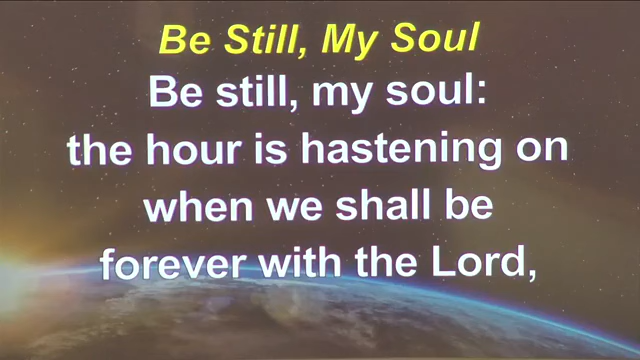 Be Still, My Soul
Be still, my soul:
the hour is hastening on
when we shall be
forever with the Lord,